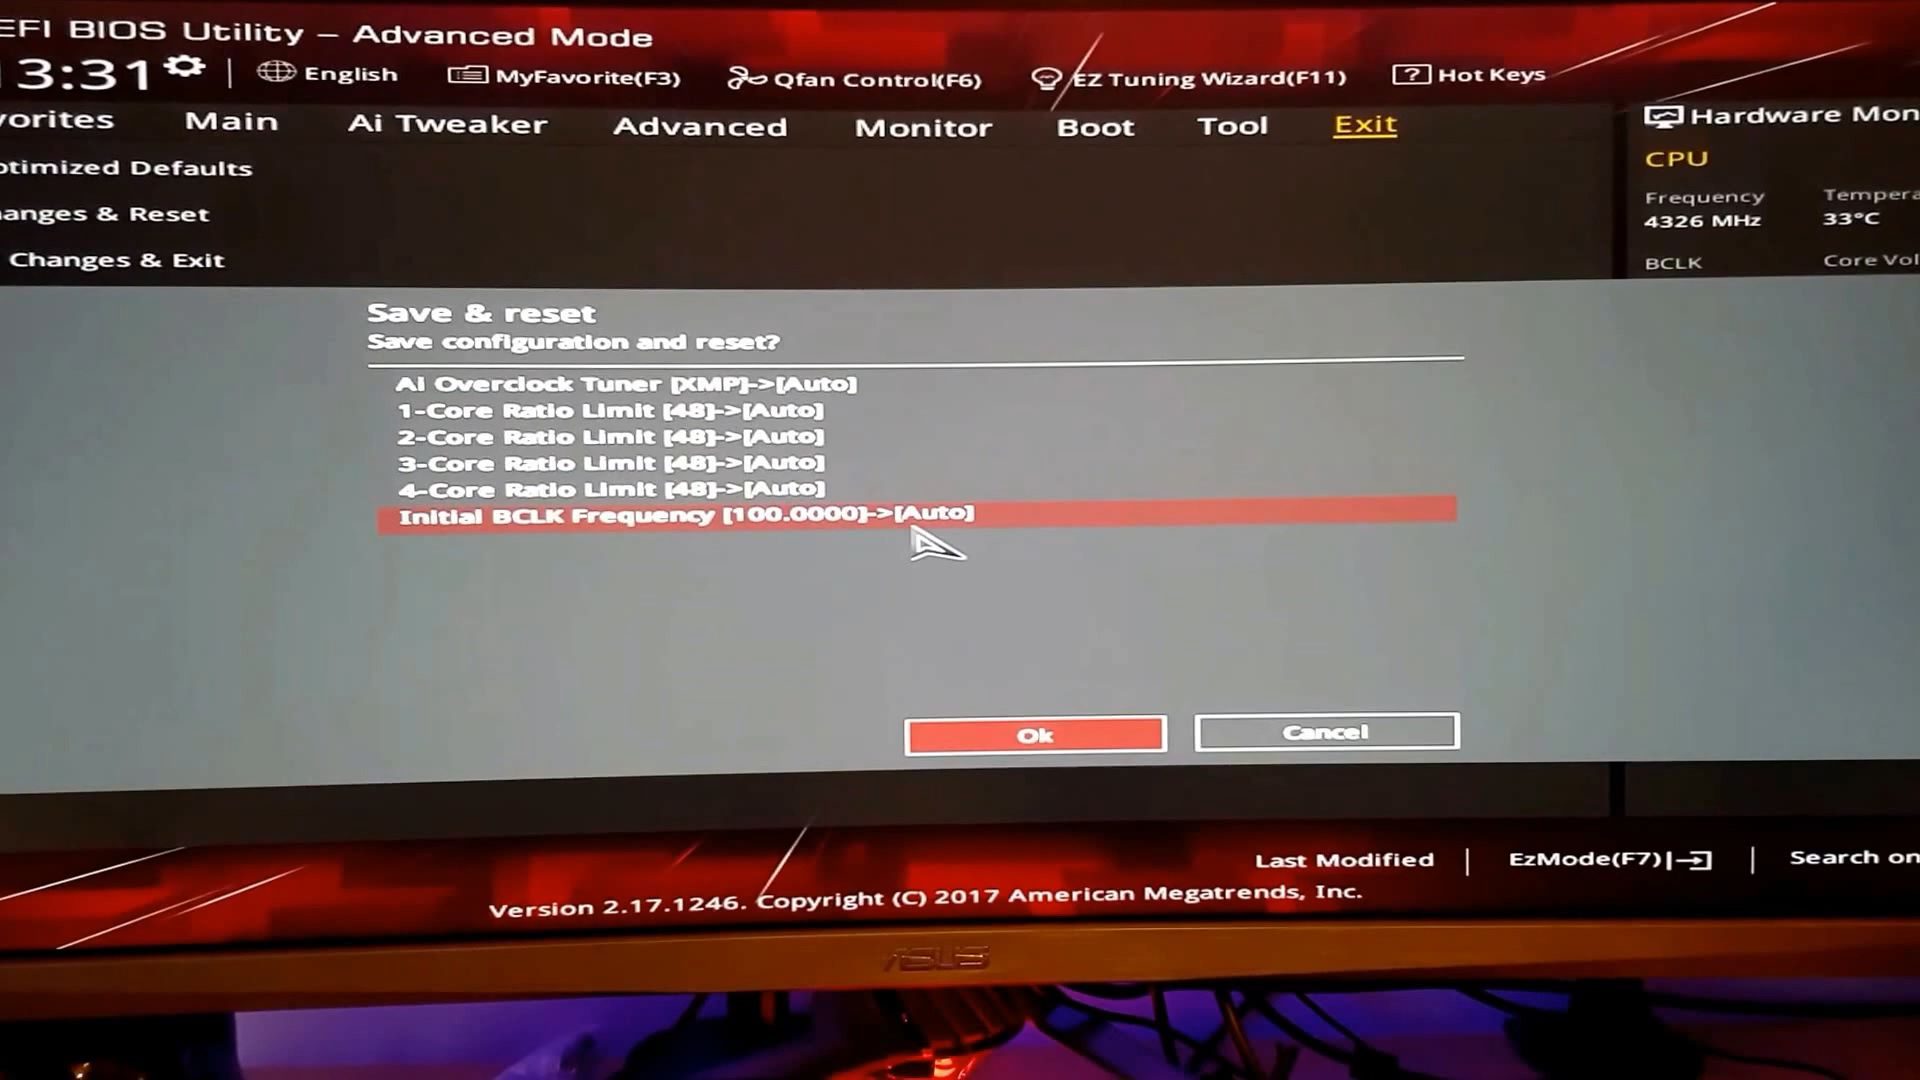 EFI BIOS Utility – Advanced Mode
3:31
English
MyFavorite(F3)
Qfan Control(F6)
EZ Tuning Wizard(F11)
? Hot Keys
vorites
Main
Ai Tweaker
Advanced
Monitor
Boot
Tool
Exit
Hardware Mon
ptimized Defaults
anges & Reset
Changes & Exit
CPU
Frequency
Tempera
4326 MHz
33°C
BCLK
Core Vol
Save & reset
Save configuration and reset?
Ai Overclock Tuner [XMP]->[Auto]
1-Core Ratio Limit [48]->[Auto]
2-Core Ratio Limit [48]->[Auto]
3-Core Ratio Limit [48]->[Auto]
4-Core Ratio Limit [48]->[Auto]
Initial BCLK Frequency [100.0000]->[Auto]
Ok
Cancel
Last Modified
EzMode(F7)
Search on
Version 2.17.1246. Copyright (C) 2017 American Megatrends, Inc.
ASUS